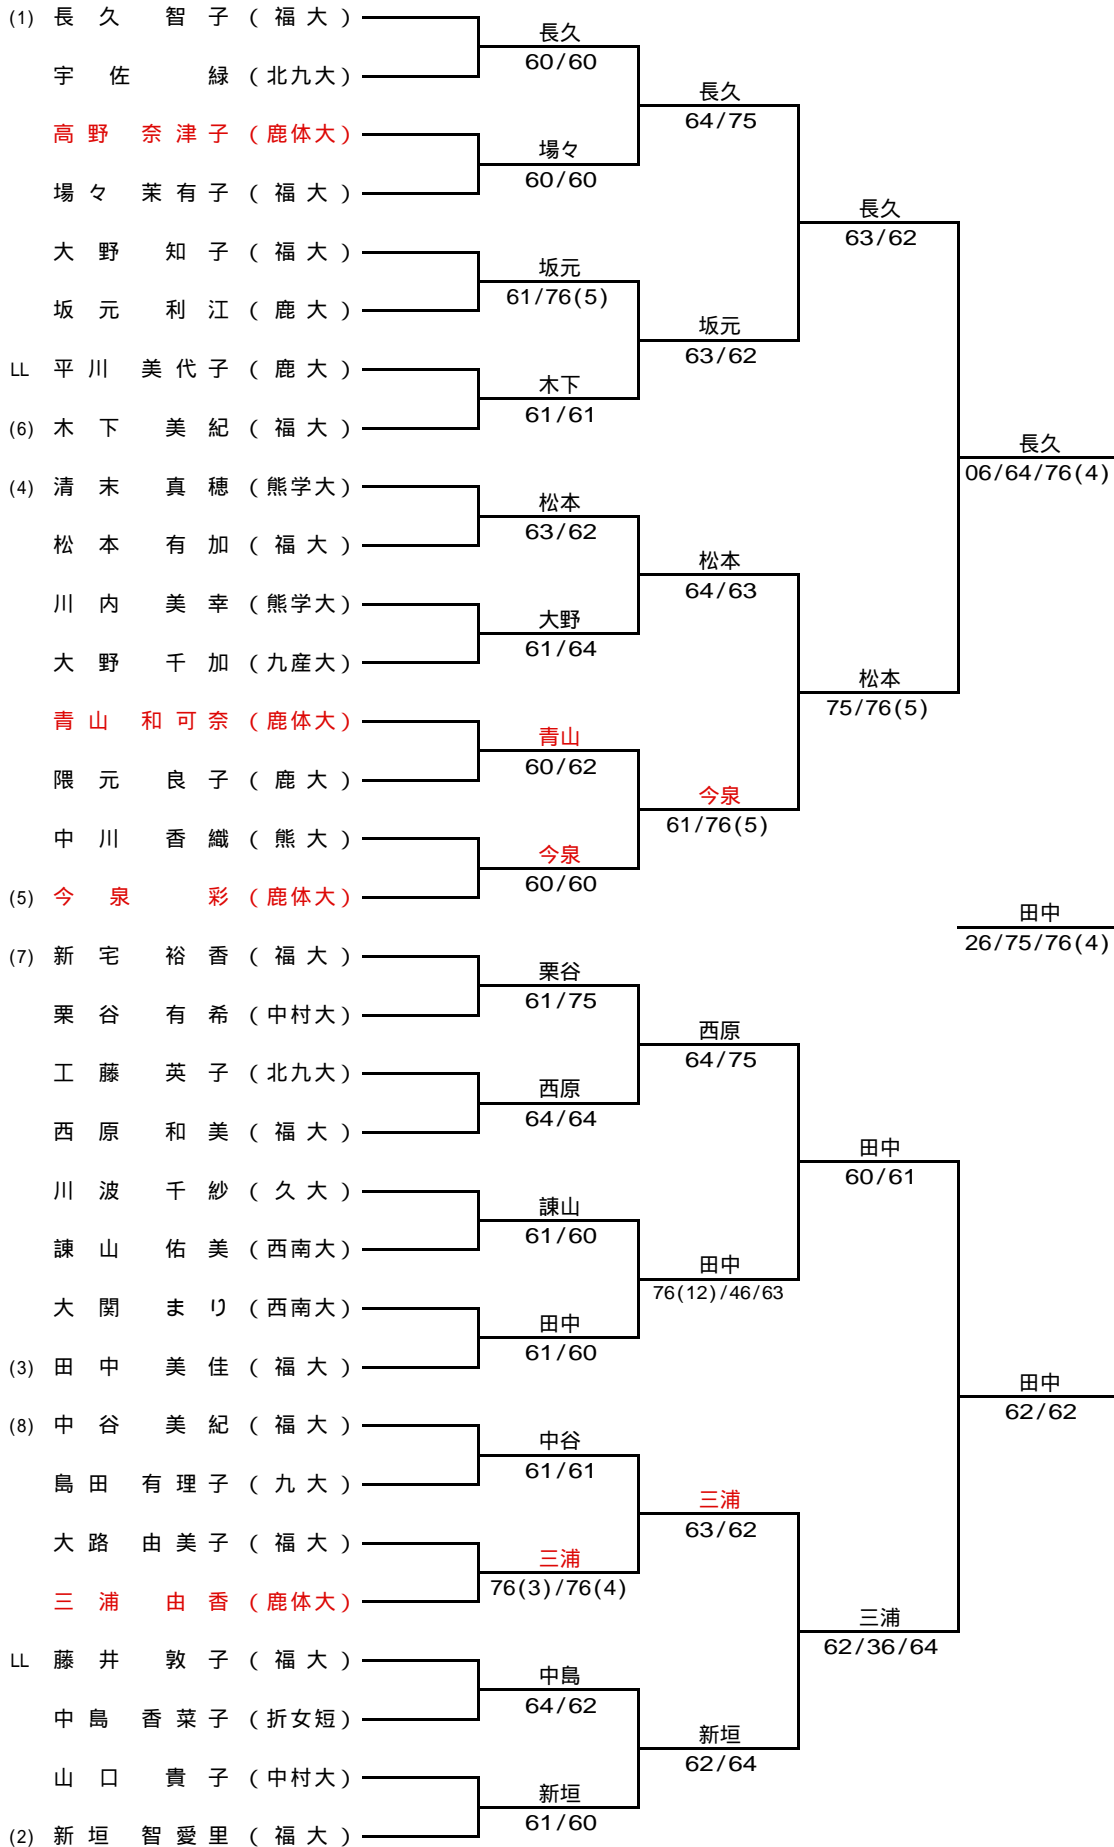 (1) 長久 智子 (福大)
宇佐 緑 (北九大)
高野 奈津子 (鹿体大)
場々 茉有子 (福大)
大野 知子 (福大)
坂元 利江 (鹿大)
LL 平川 美代子 (鹿大)
(6) 木下 美紀 (福大)
(4) 清末 真穂 (熊学大)
松本 有加 (福大)
川内 美幸 (熊学大)
大野 千加 (九産大)
青山 和可奈 (鹿体大)
隈元 良子 (鹿大)
中川 香織 (熊大)
(5) 今泉 彩 (鹿体大)
(7) 新宅 裕香 (福大)
栗谷 有希 (中村大)
工藤 英子 (北九大)
西原 和美 (福大)
川波 千紗 (久大)
諌山 佑美 (西南大)
大関 まり (西南大)
(3) 田中 美佳 (福大)
(8) 中谷 美紀 (福大)
島田 有理子 (九大)
大路 由美子 (福大)
三浦 由香 (鹿体大)
LL 藤井 敦子 (福大)
中島 香菜子 (折女短)
山口 貴子 (中村大)
(2) 新垣 智愛里 (福大)
長久
60/60
場々
60/60
坂元
61/76(5)
木下
61/61
松本
63/62
大野
61/64
青山
60/62
今泉
60/60
栗谷
61/75
西原
64/64
諌山
61/60
田中
61/60
中谷
61/61
三浦
76(3)/76(4)
中島
64/62
新垣
61/60
長久
64/75
坂元
63/62
松本
64/63
今泉
61/76(5)
西原
64/75
田中
76(12)/46/63
三浦
63/62
新垣
62/64
長久
63/62
松本
75/76(5)
田中
60/61
三浦
62/36/64
長久
06/64/76(4)
田中
62/62
田中
26/75/76(4)